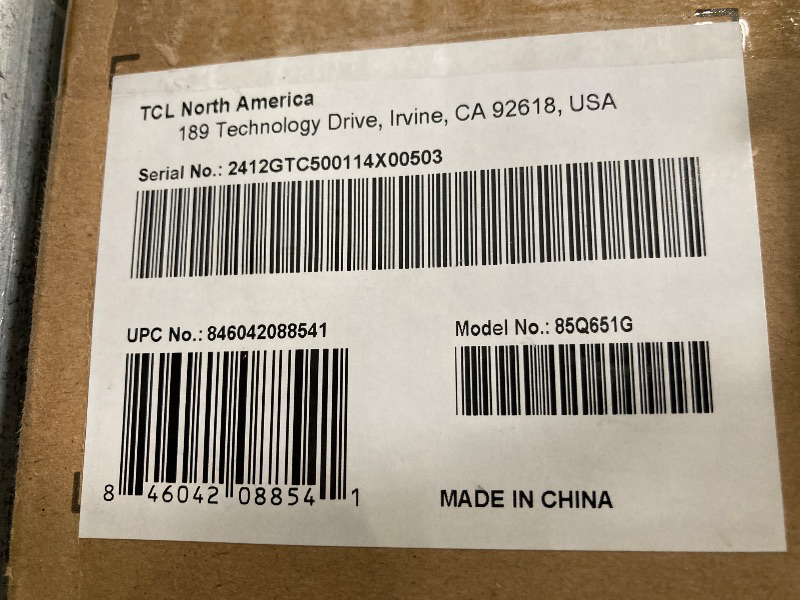 TCL North America
189 Technology Drive, Irvine, CA 92618, USA
Serial No.: 2412GTC500114X00503
UPC No.: 846042088541
Model No.: 85Q651G
8 46042 08854 1
MADE IN CHINA